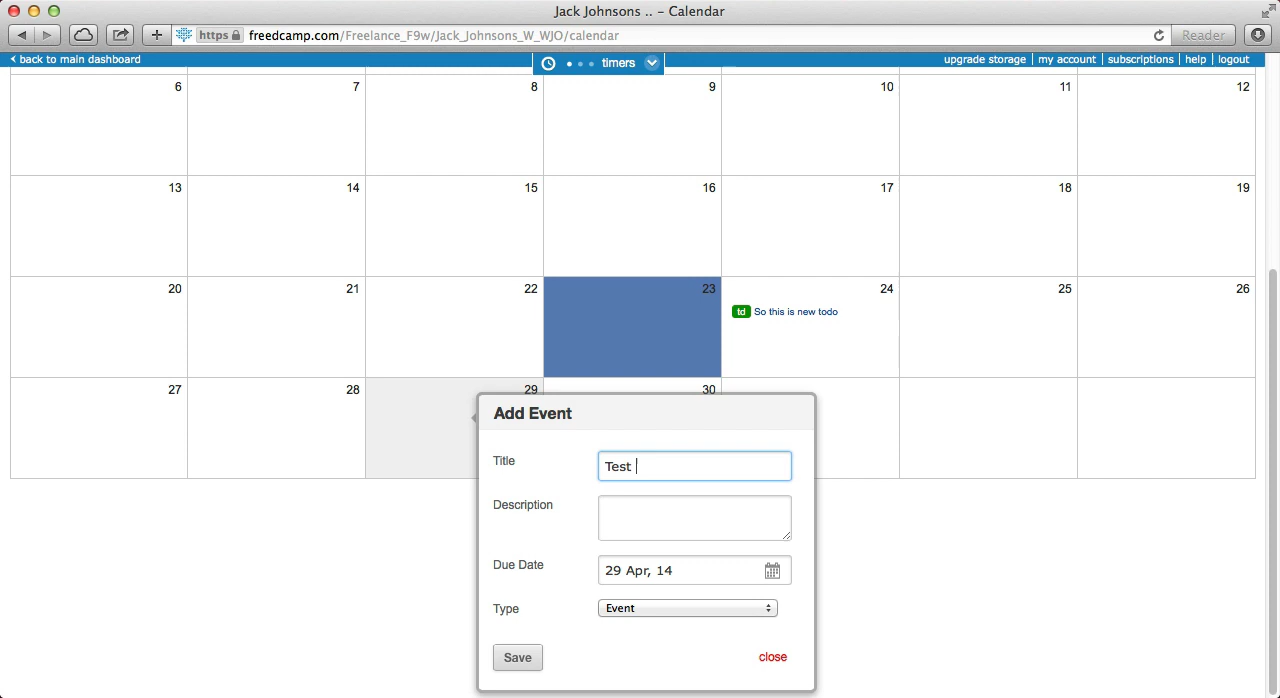 Jack Johnsons .. – Calendar
https freedcamp.com/Freelance_F9w/Jack_Johnsons_W_WJO/calendar
Reader
back to main dashboard
timers
upgrade storage my account subscriptions help logout
6 7 8 9 10 11 12
13 14 15 16 17 18 19
20 21 22 23 24 25 26
td So this is new todo
27 28 29 30
Add Event
Title
Test
Description
Due Date
29 Apr, 14
Type
Event
Save
close